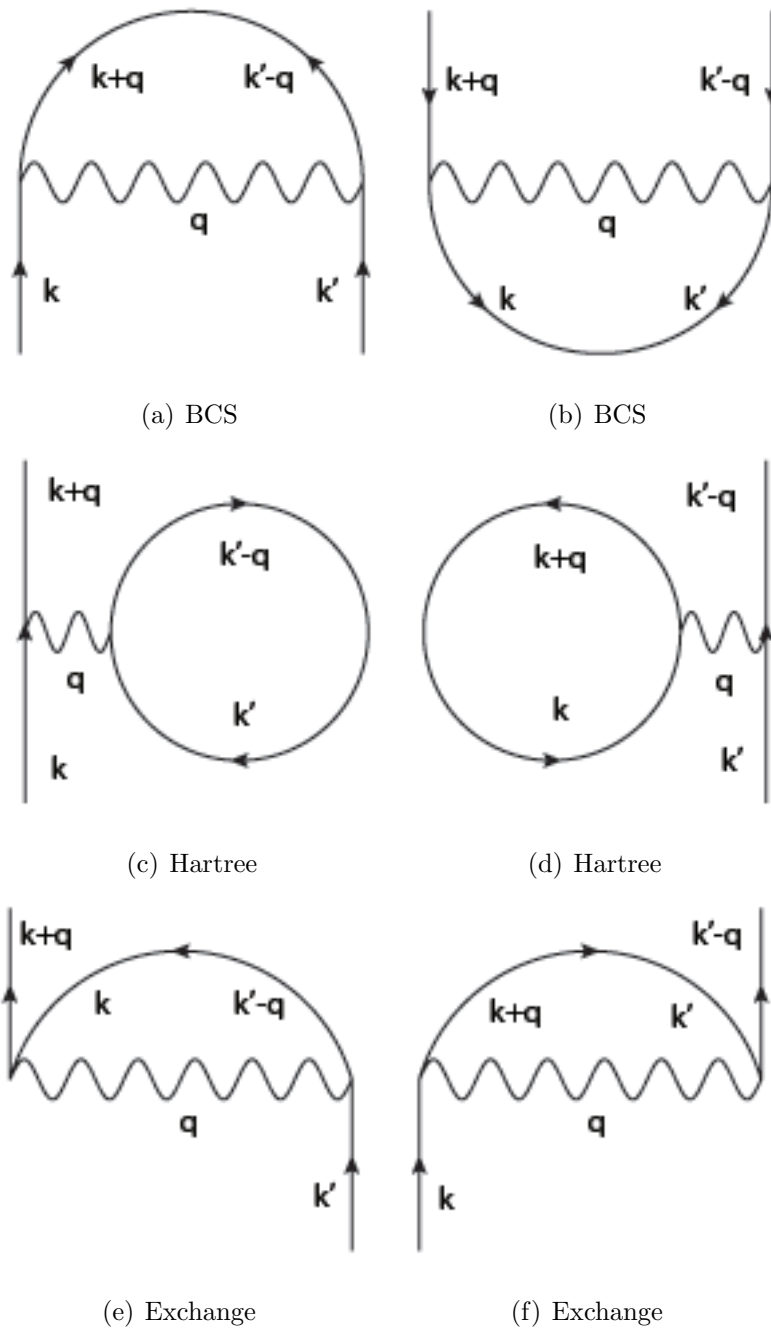 k+q k'-q k+q k'-q
q q
k k' k k'
(a) BCS (b) BCS
k+q k'-q
k'-q k+q
q q
k' k
k k'
(c) Hartree (d) Hartree
k+q k'-q
k k'-q k+q k'
q q
k' k
(e) Exchange (f) Exchange